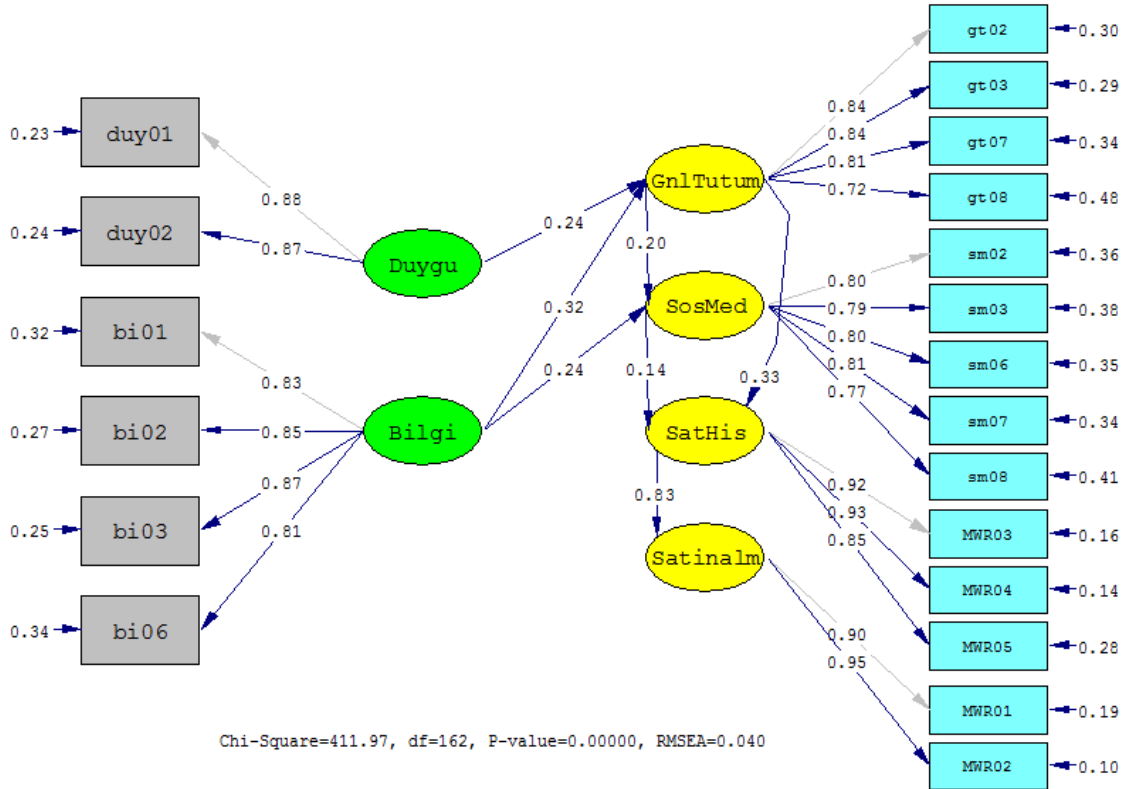 gt02
0.30
gt03
0.29
0.84
0.23
duy01
0.84
gt07
0.34
0.81
GnlTutum
0.72
gt08
0.48
0.88
0.24
duy02
0.24
0.87
0.20
sm02
0.36
Duygu
0.80
SosMed
0.79
sm03
0.38
0.32
bi01
0.32
0.80
sm06
0.35
0.24
0.14
0.81
0.83
0.33
0.77
sm07
0.34
0.27
bi02
0.85
Bilgi
SatHis
sm08
0.41
0.87
0.92
0.83
0.93
0.25
bi03
0.81
0.85
MWR03
0.16
Satinalm
MWR04
0.14
0.34
bi06
0.90
MWR05
0.28
0.95
MWR01
0.19
Chi-Square=411.97, df=162, P-value=0.00000, RMSEA=0.040
MWR02
0.10